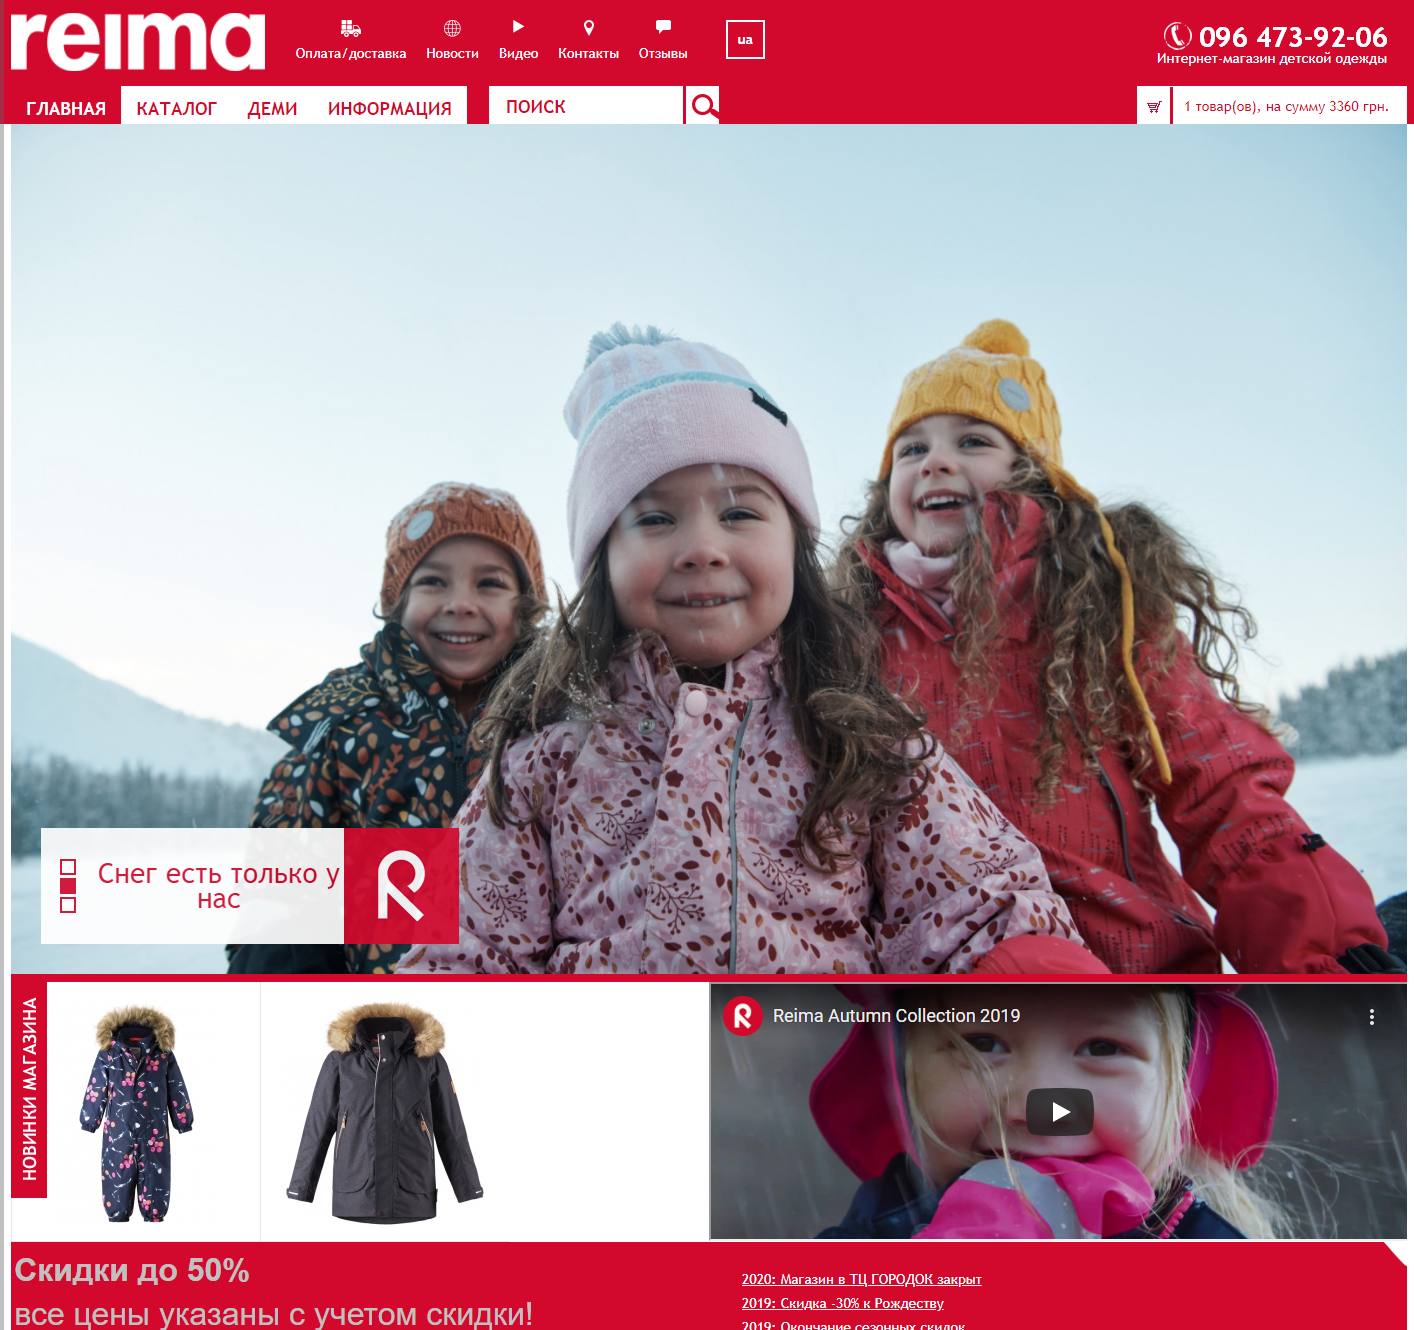 reima
Оплата/доставка
Новости
Видео
Контакты
Отзывы
ua
096 473-92-06
Интернет-магазин детской одежды
ГЛАВНАЯ
КАТАЛОГ
ДЕМИ
ИНФОРМАЦИЯ
ПОИСК
1 товар(ов), на сумму 3360 грн.
Снег есть только у
нас
НОВИНКИ МАГАЗИНА
Reima Autumn Collection 2019
Скидки до 50%
все цены указаны с учетом скидки!
2020: Магазин в ТЦ ГОРОДОК закрыт
2019: Скидка -30% к Рождеству
2019: Окончание сезонных скидок